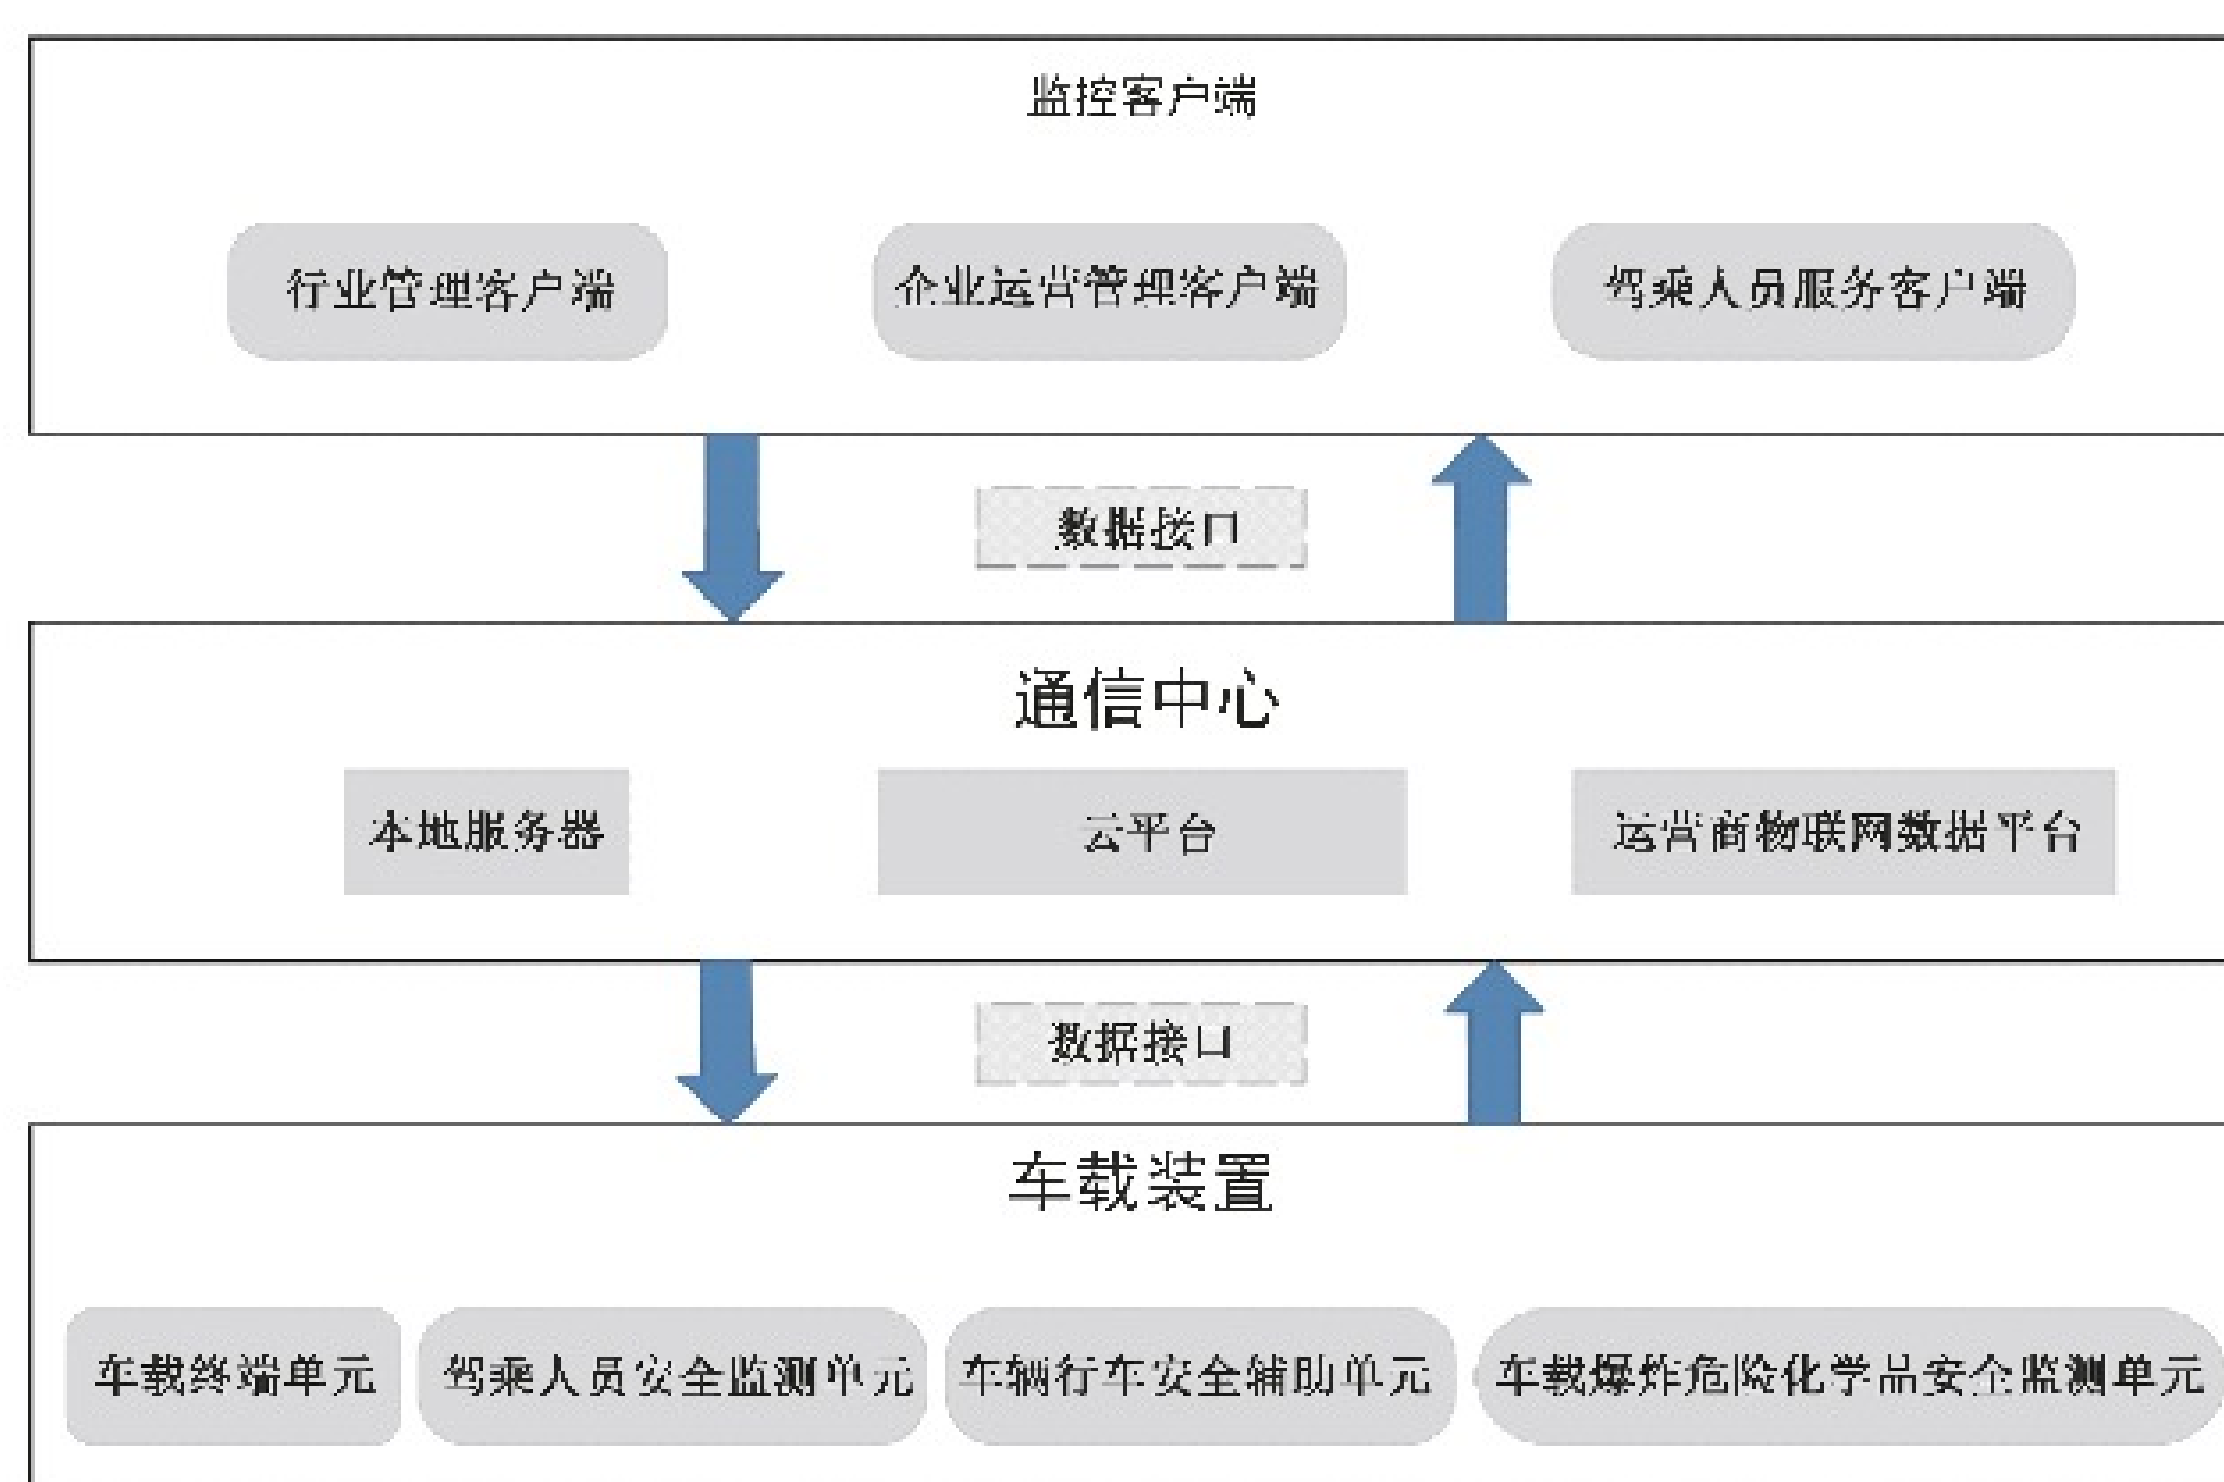 监控客户端
行业管理客户端
企业运营管理客户端
驾乘人员服务客户端
数据接口
通信中心
本地服务器
云平台
运营商物联网数据平台
数据接口
车载装置
车载终端单元
驾乘人员安全监测单元
车辆行车安全辅助单元
车载爆炸危险化学品安全监测单元